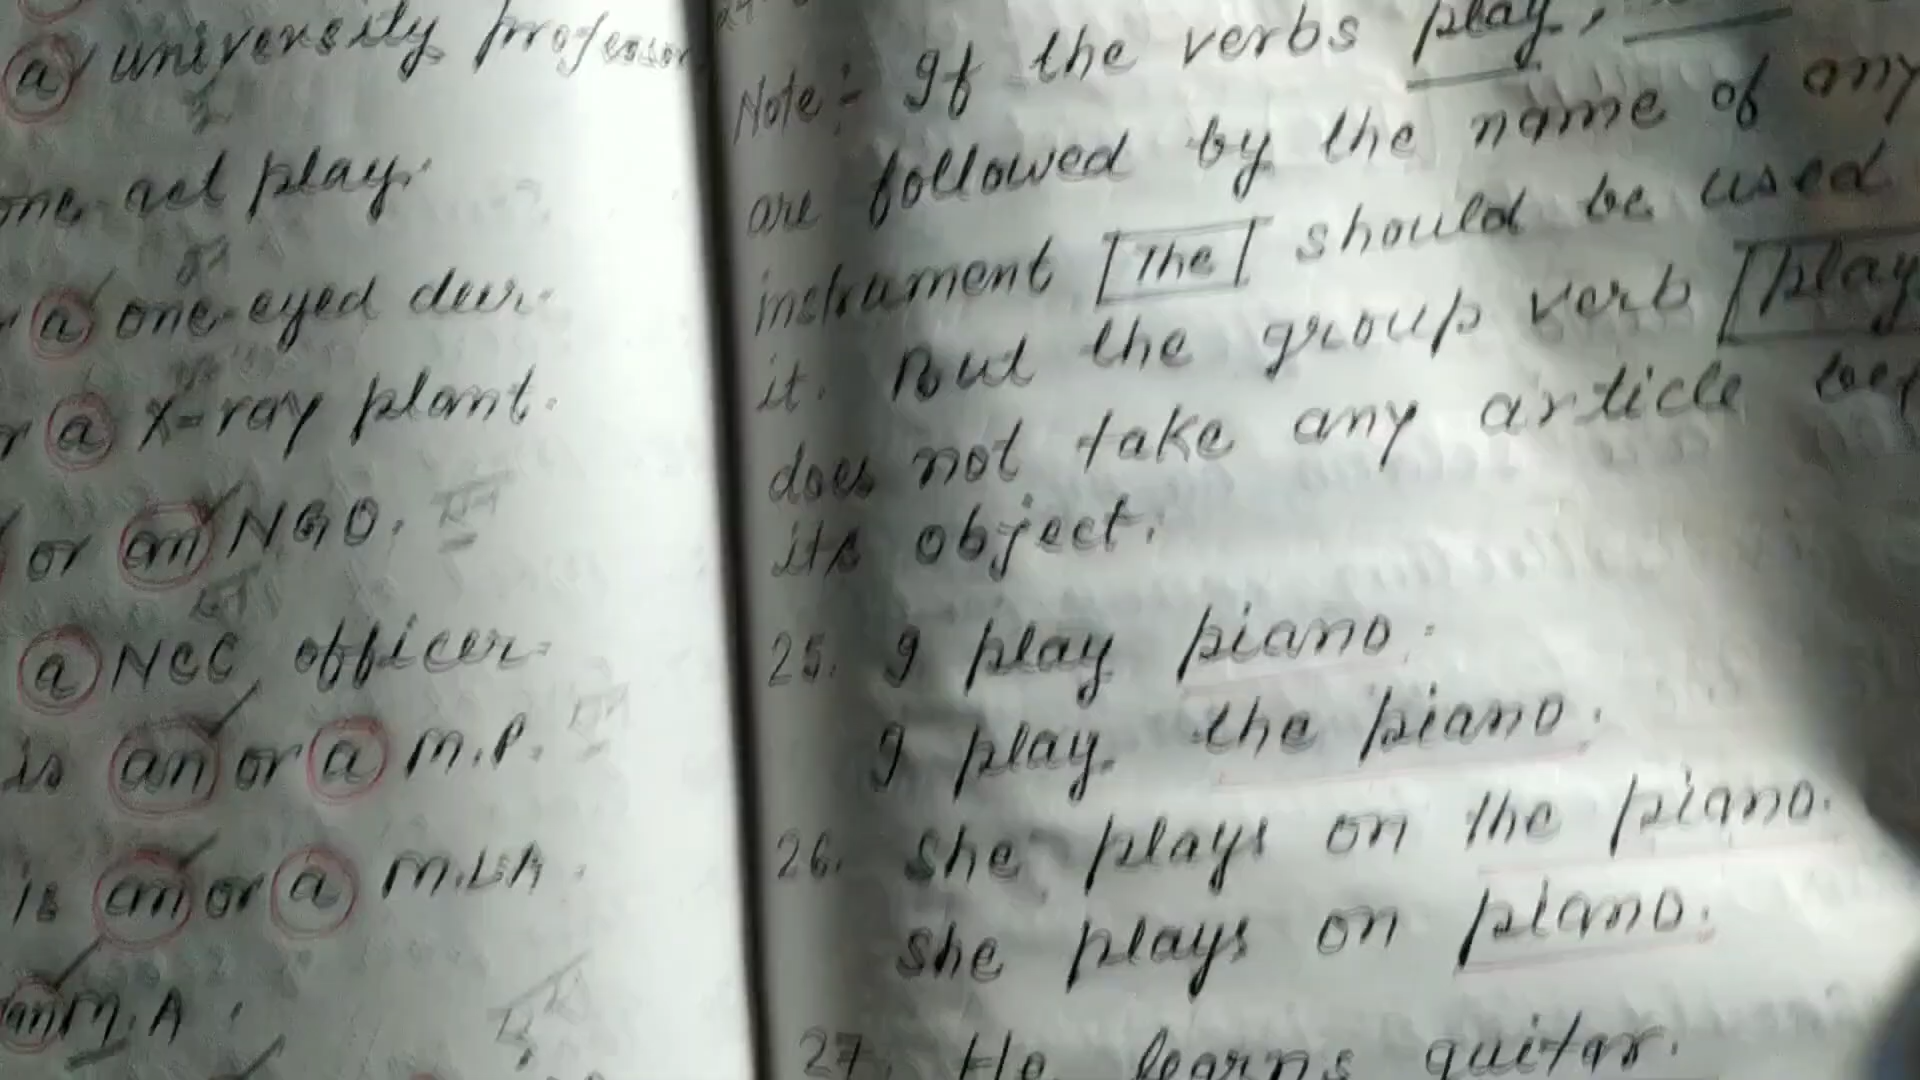 a university professor
one-act play.
a one-eyed deer.
a X-ray plant.
or an NGO.
a NCC officer.
is an or a M.P.
is an or a M.L.A.
an M.A.
Note:- If the verbs play,
are followed by the name of any
instrument [The] should be used
it. But the group verb [play
does not take any article bef
its object.
25. I play piano.
I play the piano.
26. She plays on the piano.
She plays on piano.
27. He learns guitar.